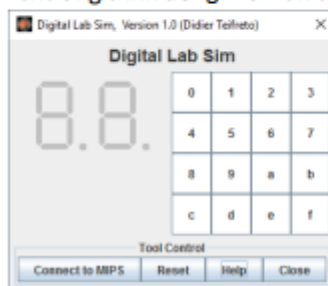 Digital Lab Sim, Version 1.0 (Didier Teifreto)
Digital Lab Sim
0 1 2 3
4 5 6 7
8 9 a b
c d e f
Tool Control
Connect to MIPS Reset Help Close